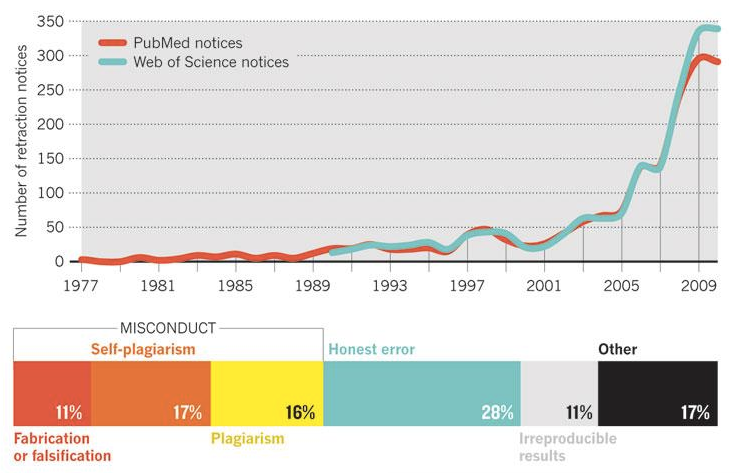 350
300
250
200
150
100
50
0
Number of retraction notices
PubMed notices
Web of Science notices
1977 1981 1985 1989 1993 1997 2001 2005 2009
MISCONDUCT
Self-plagiarism Honest error Other
11% 17% 16% 28% 11% 17%
Fabrication Plagiarism Irreproducible
or falsification results